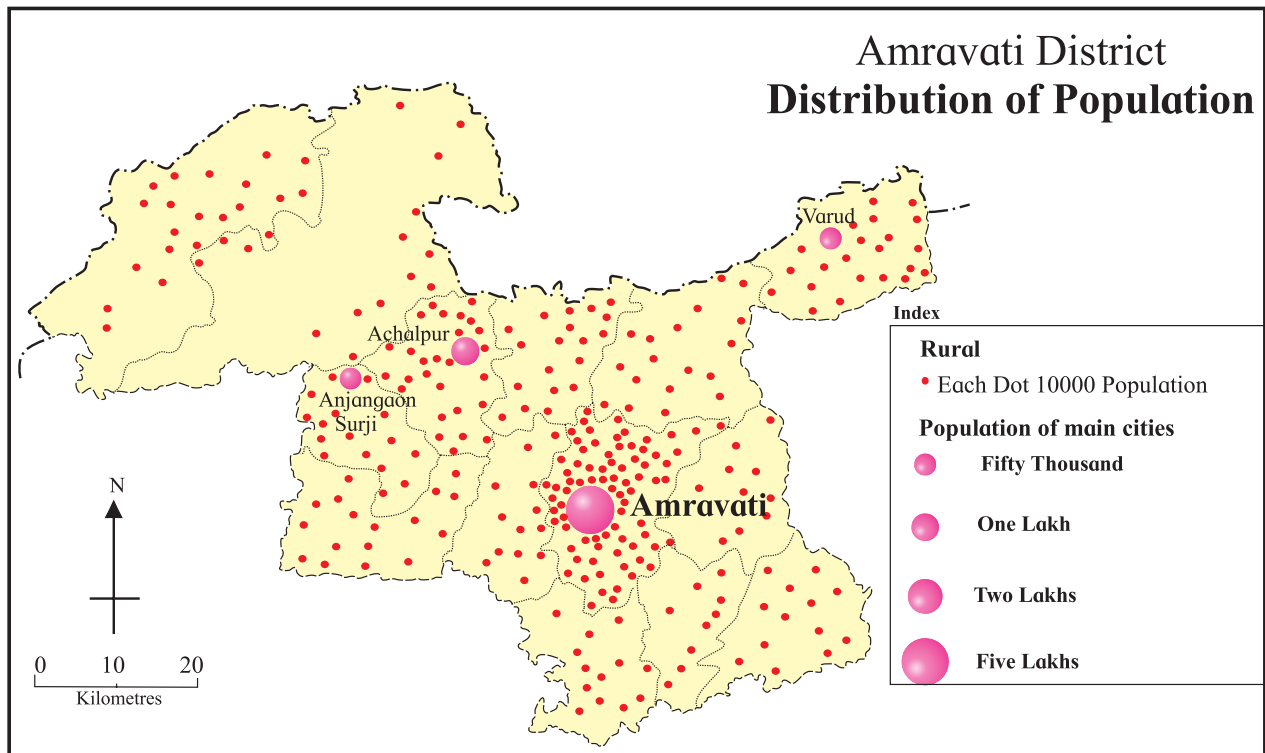 Amravati District
Distribution of Population
Varud
Achalpur
Anjangaon
Surji
Amravati
N
0 10 20
Kilometres
Index
Rural
Each Dot 10000 Population
Population of main cities
Fifty Thousand
One Lakh
Two Lakhs
Five Lakhs